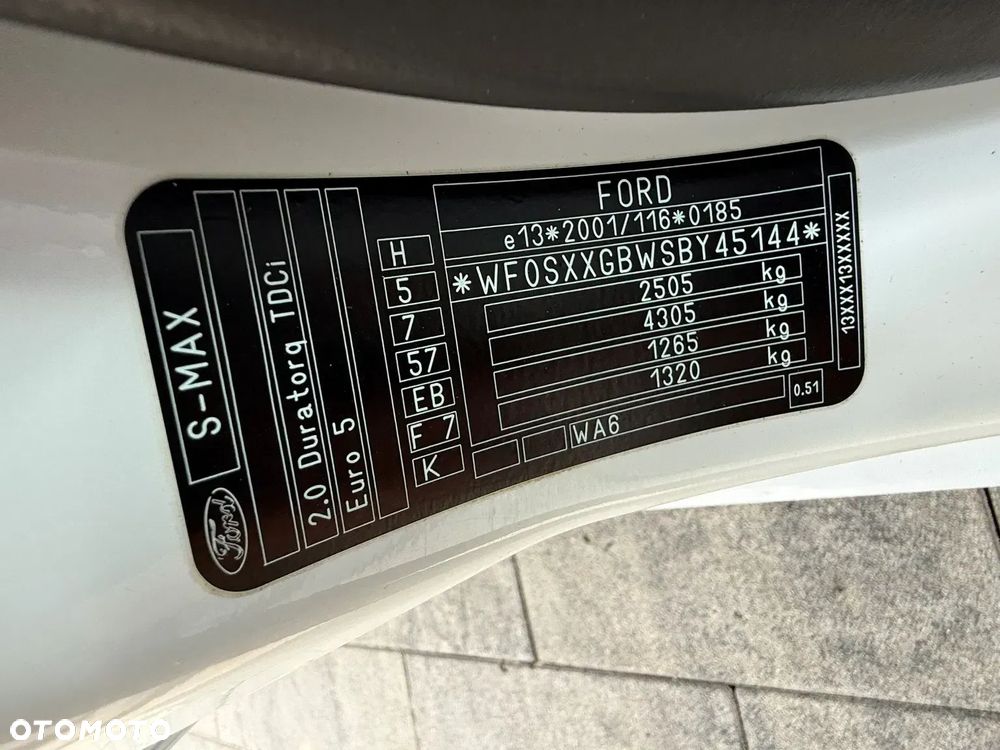 FORD
e13*2001/116*0185
*WF0SXXGBWSBY45144*
2505 kg
4305 kg
1265 kg
1320 kg
WA6
0.51
13XXX13XXXXX
H
5
7
57
EB
F 7
K
S-MAX
2.0 Duratorq TDCi
Euro 5
Ford
OTOMOTO